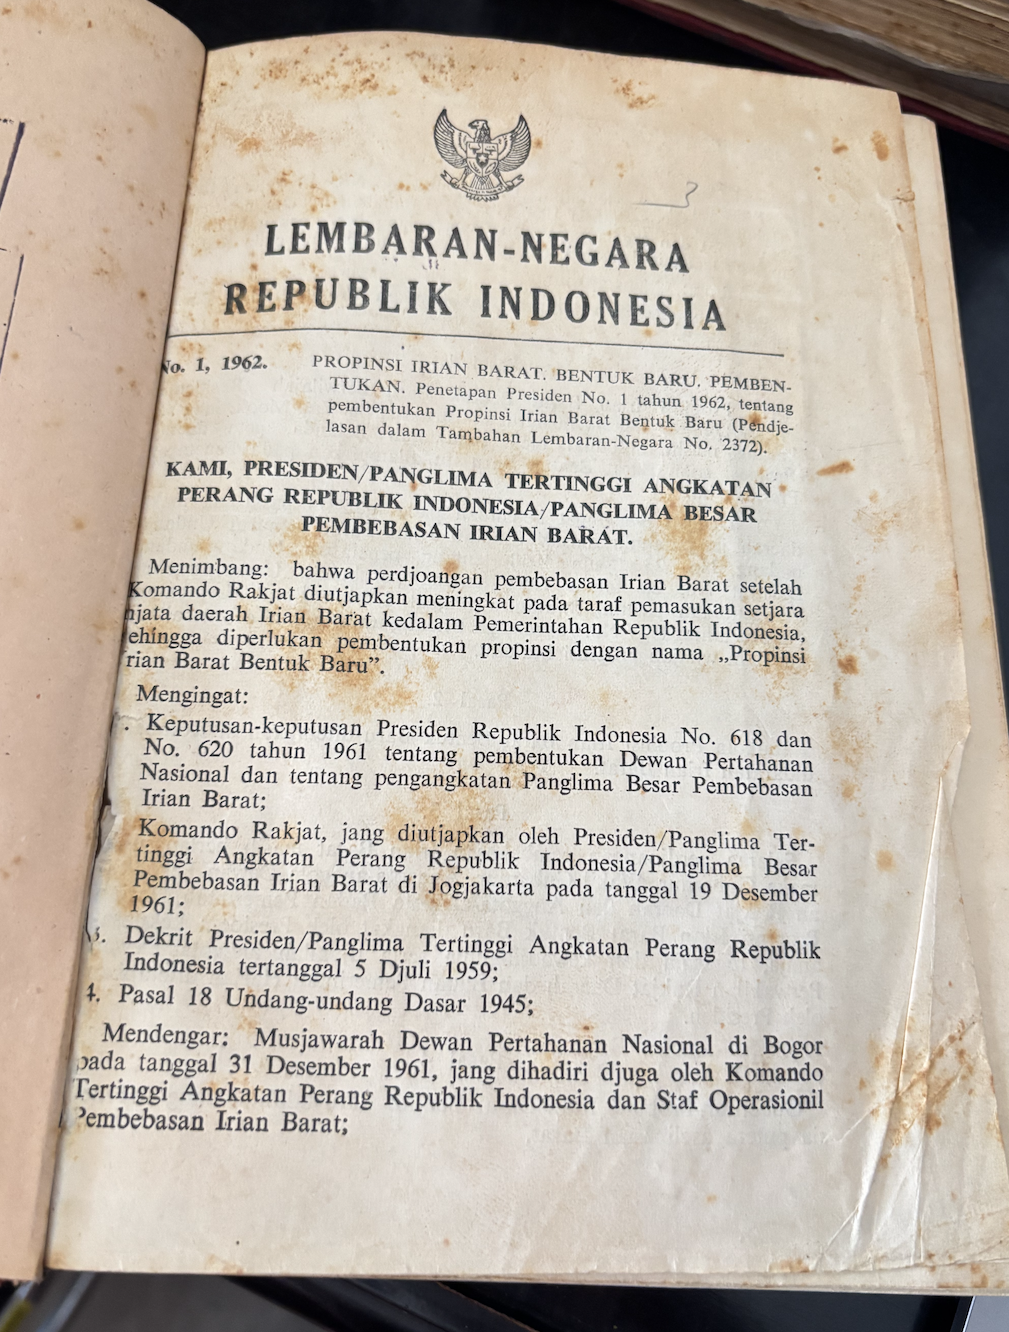 3
LEMBARAN-NEGARA
REPUBLIK INDONESIA
No. 1, 1962.
PROPINSI IRIAN BARAT. BENTUK BARU. PEMBEN-
TUKAN. Penetapan Presiden No. 1 tahun 1962, tentang
pembentukan Propinsi Irian Barat Bentuk Baru (Pendje-
lasan dalam Tambahan Lembaran-Negara No. 2372).
KAMI, PRESIDEN/PANGLIMA TERTINGGI ANGKATAN
PERANG REPUBLIK INDONESIA/PANGLIMA BESAR
PEMBEBASAN IRIAN BARAT.
Menimbang: bahwa perdjoangan pembebasan Irian Barat setelah
Komando Rakjat diutjapkan meningkat pada taraf pemasukan setjara
njata daerah Irian Barat kedalam Pemerintahan Republik Indonesia,
ehingga diperlukan pembentukan propinsi dengan nama „Propinsi
rian Barat Bentuk Baru”.
Mengingat:
. Keputusan-keputusan Presiden Republik Indonesia No. 618 dan
No. 620 tahun 1961 tentang pembentukan Dewan Pertahanan
Nasional dan tentang pengangkatan Panglima Besar Pembebasan
Irian Barat;
Komando Rakjat, jang diutjapkan oleh Presiden/Panglima Ter-
tinggi Angkatan Perang Republik Indonesia/Panglima Besar
Pembebasan Irian Barat di Jogjakarta pada tanggal 19 Desember
1961;
3. Dekrit Presiden/Panglima Tertinggi Angkatan Perang Republik
Indonesia tertanggal 5 Djuli 1959;
4. Pasal 18 Undang-undang Dasar 1945;
Mendengar: Musjawarah Dewan Pertahanan Nasional di Bogor
pada tanggal 31 Desember 1961, jang dihadiri djuga oleh Komando
Tertinggi Angkatan Perang Republik Indonesia dan Staf Operasionil
Pembebasan Irian Barat;